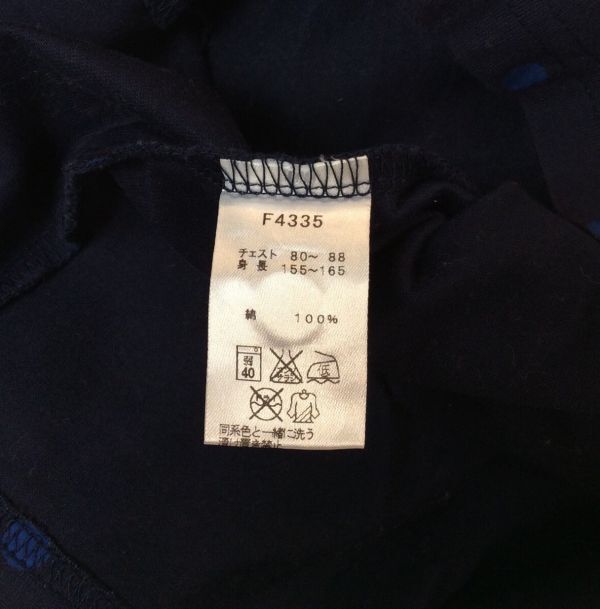 F4335
チェスト 80〜 88
身 長 155〜165
綿 100%
弱
40
低
同系色と一緒に洗う